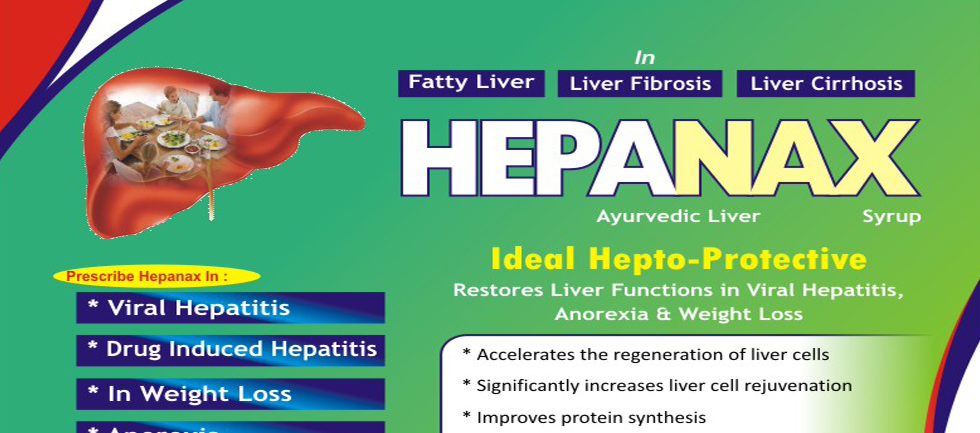 In
Fatty Liver Liver Fibrosis Liver Cirrhosis
HEPANAX
Ayurvedic Liver Syrup
Ideal Hepto-Protective
Restores Liver Functions in Viral Hepatitis,
Anorexia & Weight Loss
Prescribe Hepanax In :
* Viral Hepatitis
* Drug Induced Hepatitis
* In Weight Loss
* Anorexia
* Accelerates the regeneration of liver cells
* Significantly increases liver cell rejuvenation
* Improves protein synthesis